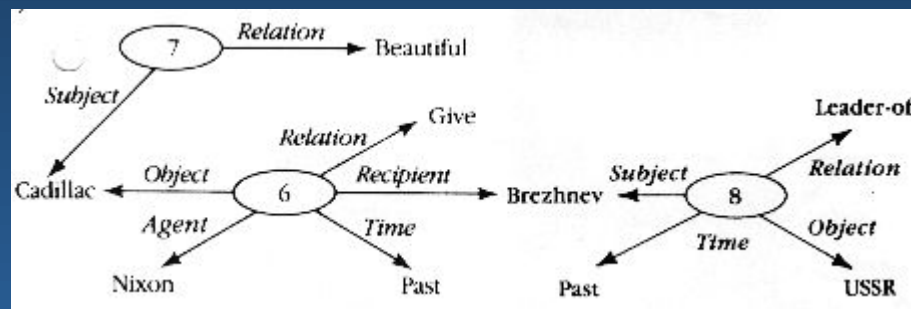 7
Relation
Beautiful
Subject
Give
Leader-of
Relation
Cadillac
Object
6
Recipient
Brezhnev
Subject
8
Relation
Agent
Time
Time
Object
Nixon
Past
Past
USSR